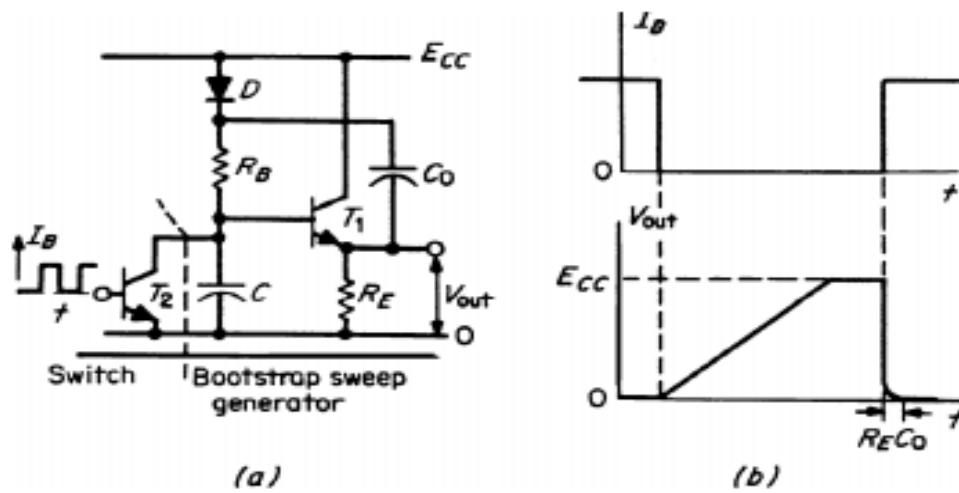 E_CC
D
R_B
C_O
T_1
I_B
t
T_2
C
R_E
V_out
O
Switch
Bootstrap sweep
generator
(a)
I_B
O
t
V_out
E_CC
O
t
R_E C_O
(b)